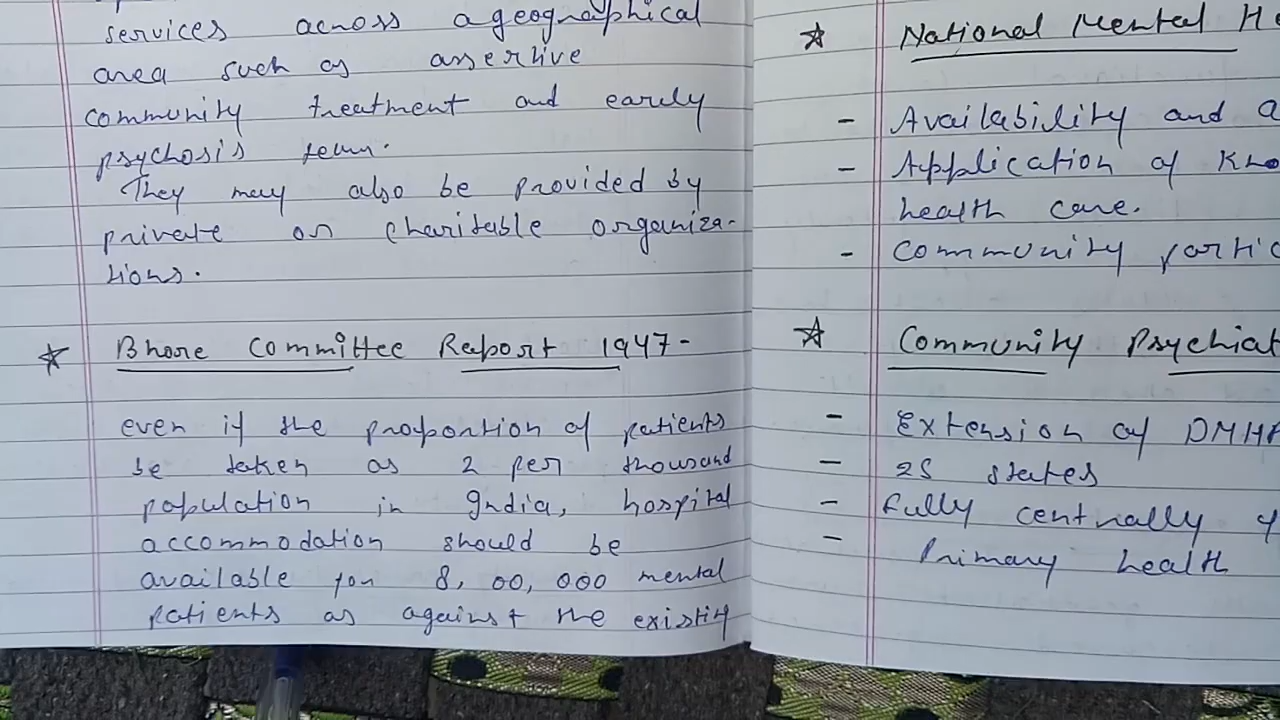 services across a geographical
area such as assertive
community treatment and early
psychosis team.
They may also be provided by
private or charitable organiza-
tions.
☆ Bhore Committee Report 1947-
even if the proportion of patients
be taken as 2 per thousand
population in India, hospital
accommodation should be
available for 8,00,000 mental
patients as against the existing
☆ National Mental He
- Availability and a
- Application of Kno
health care.
- Community partic
☆ Community Psychiat
- Extension of DMHP
- 25 states
- fully centrally
- Primary health